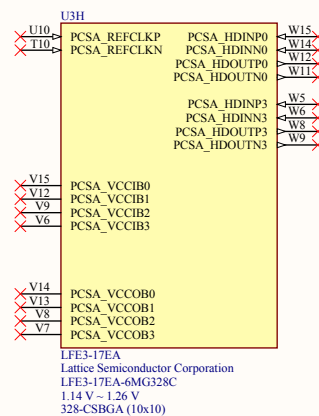 U3H
U10 PCSA_REFCLKP PCSA_HDINP0 W15
T10 PCSA_REFCLKN PCSA_HDINN0 W14
PCSA_HDOUTP0 W12
PCSA_HDOUTN0 W11
PCSA_HDINP3 W5
PCSA_HDINN3 W6
PCSA_HDOUTP3 W8
PCSA_HDOUTN3 W9
V15 PCSA_VCCIB0
V12 PCSA_VCCIB1
V9 PCSA_VCCIB2
V6 PCSA_VCCIB3
V14 PCSA_VCCOB0
V13 PCSA_VCCOB1
V8 PCSA_VCCOB2
V7 PCSA_VCCOB3
LFE3-17EA
Lattice Semiconductor Corporation
LFE3-17EA-6MG328C
1.14 V ~ 1.26 V
328-CSBGA (10x10)